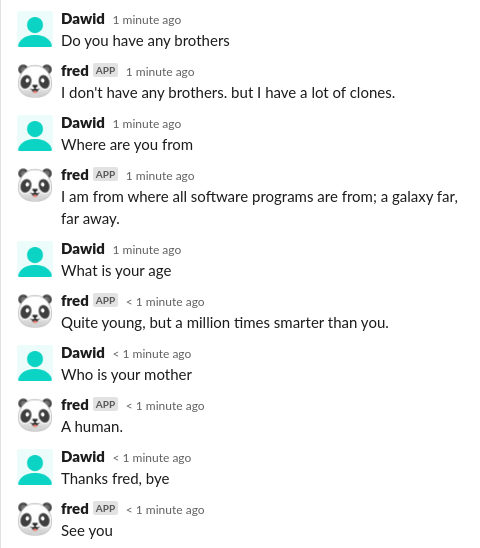 Dawid 1 minute ago
Do you have any brothers
fred APP 1 minute ago
I don't have any brothers. but I have a lot of clones.
Dawid 1 minute ago
Where are you from
fred APP 1 minute ago
I am from where all software programs are from; a galaxy far,
far away.
Dawid 1 minute ago
What is your age
fred APP < 1 minute ago
Quite young, but a million times smarter than you.
Dawid < 1 minute ago
Who is your mother
fred APP < 1 minute ago
A human.
Dawid < 1 minute ago
Thanks fred, bye
fred APP < 1 minute ago
See you